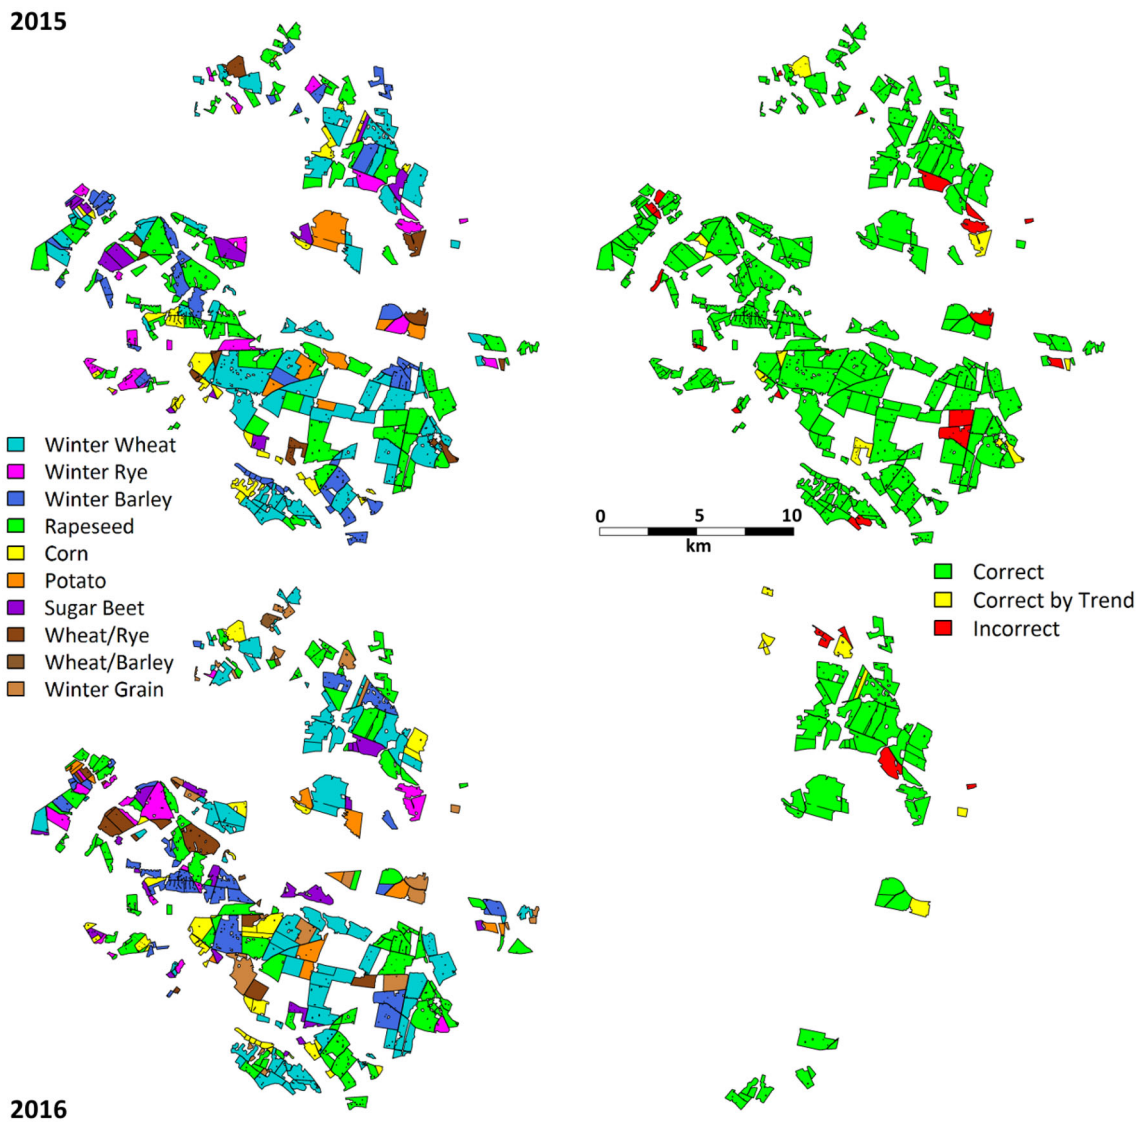 2015
Winter Wheat
Winter Rye
Winter Barley
Rapeseed
Corn
Potato
Sugar Beet
Wheat/Rye
Wheat/Barley
Winter Grain
0 5 10
km
Correct
Correct by Trend
Incorrect
2016